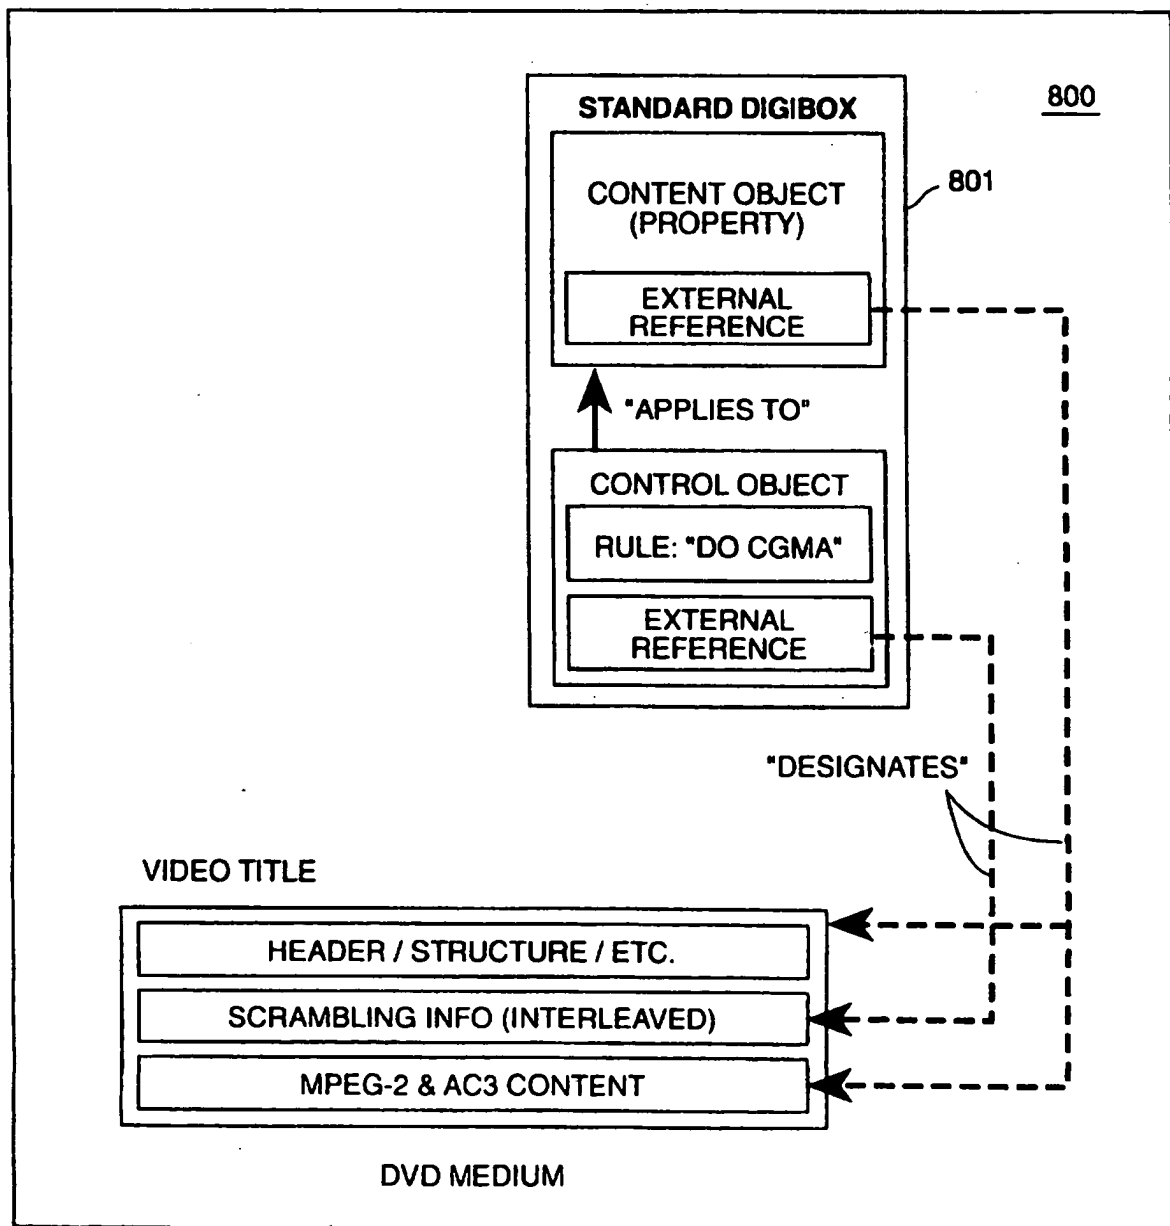 800
STANDARD DIGIBOX
801
CONTENT OBJECT
(PROPERTY)
EXTERNAL
REFERENCE
"APPLIES TO"
CONTROL OBJECT
RULE: "DO CGMA"
EXTERNAL
REFERENCE
"DESIGNATES"
VIDEO TITLE
HEADER / STRUCTURE / ETC.
SCRAMBLING INFO (INTERLEAVED)
MPEG-2 & AC3 CONTENT
DVD MEDIUM